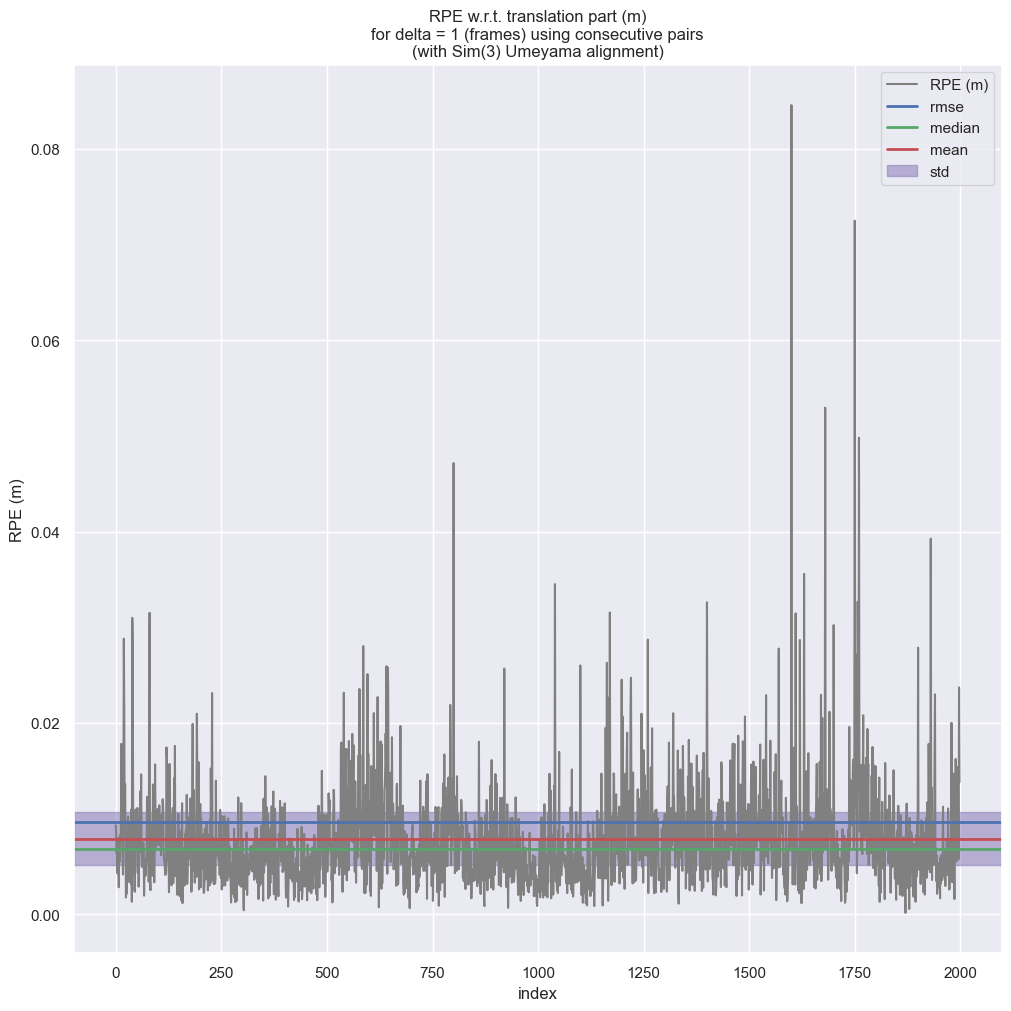 RPE w.r.t. translation part (m)
for delta = 1 (frames) using consecutive pairs
(with Sim(3) Umeyama alignment)
RPE (m)
rmse
median
mean
std
0.08
0.06
0.04
0.02
0.00
RPE (m)
0 250 500 750 1000 1250 1500 1750 2000
index